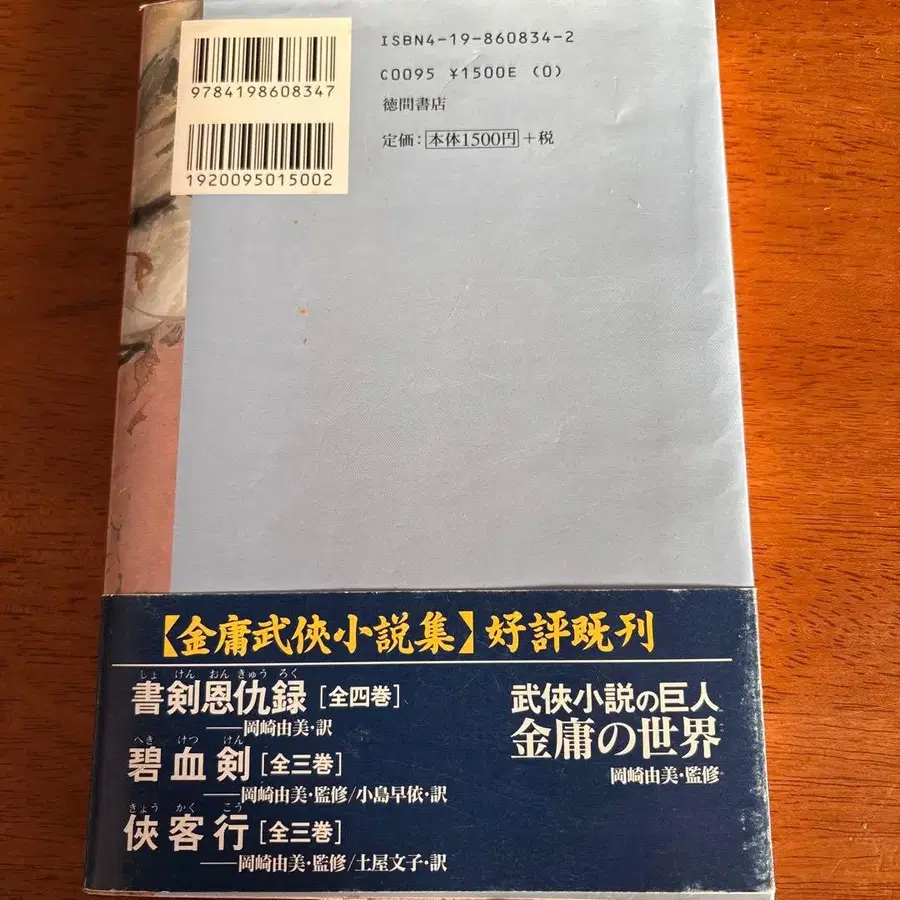 ISBN4-19-860834-2
C0095 ¥1500E (0)
徳間書店
定価:本体1500円+税
9784198608347
1920095015002
【金庸武侠小説集】好評既刊
しょ けん おん きゅう ろく
書剣恩仇録[全四巻]
――岡崎由美・訳
へき けつ けん
碧血剣[全三巻]
――岡崎由美・監修/小島早依・訳
きょう かく こう
侠客行[全三巻]
――岡崎由美・監修/土屋文子・訳
武侠小説の巨人
金庸の世界
岡崎由美・監修